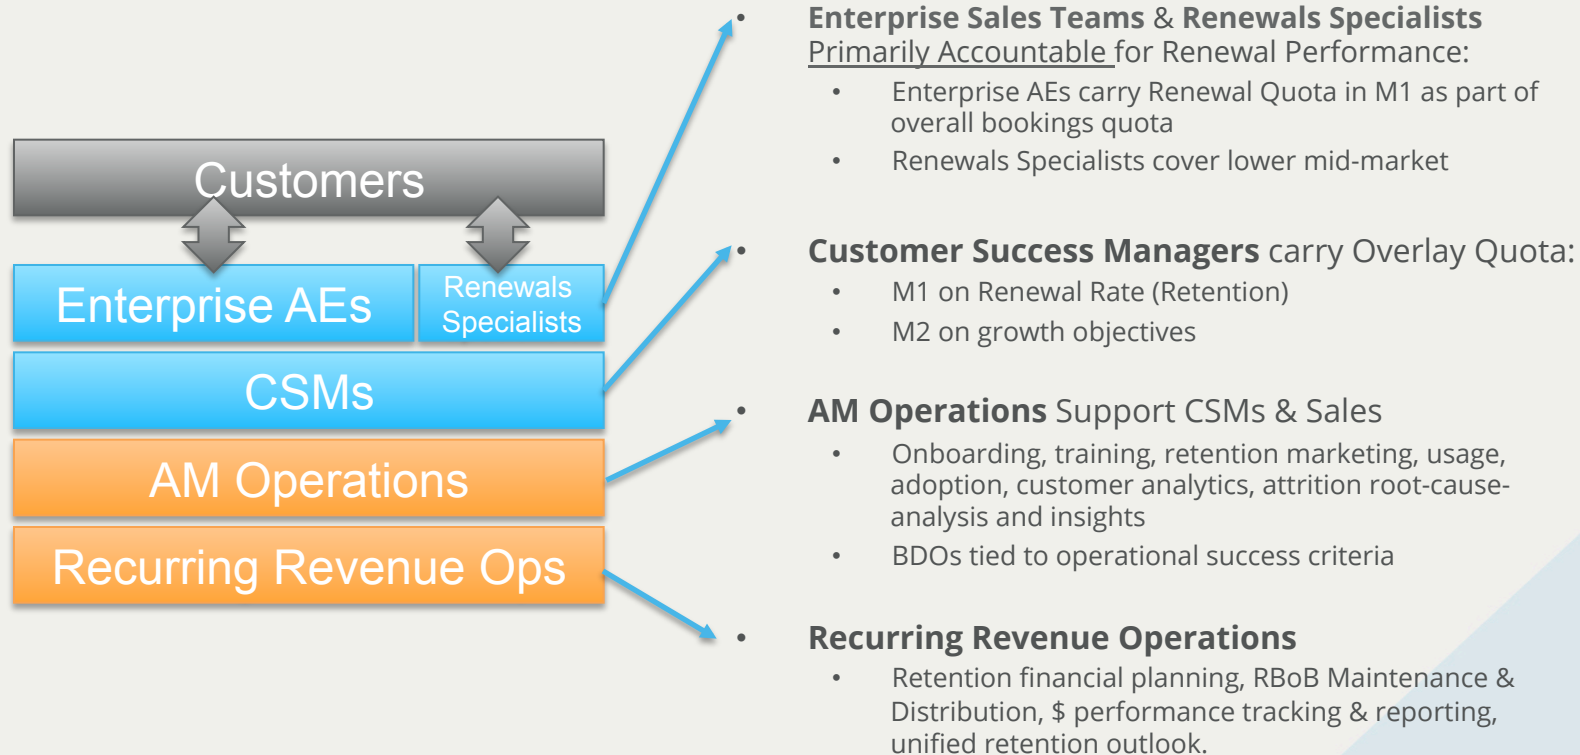 Customers
Enterprise AEs
Renewals
Specialists
CSMs
AM Operations
Recurring Revenue Ops
• Enterprise Sales Teams & Renewals Specialists
Primarily Accountable for Renewal Performance:
• Enterprise AEs carry Renewal Quota in M1 as part of
overall bookings quota
• Renewals Specialists cover lower mid-market
• Customer Success Managers carry Overlay Quota:
• M1 on Renewal Rate (Retention)
• M2 on growth objectives
• AM Operations Support CSMs & Sales
• Onboarding, training, retention marketing, usage,
adoption, customer analytics, attrition root-cause-
analysis and insights
• BDOs tied to operational success criteria
• Recurring Revenue Operations
• Retention financial planning, RBoB Maintenance &
Distribution, $ performance tracking & reporting,
unified retention outlook.